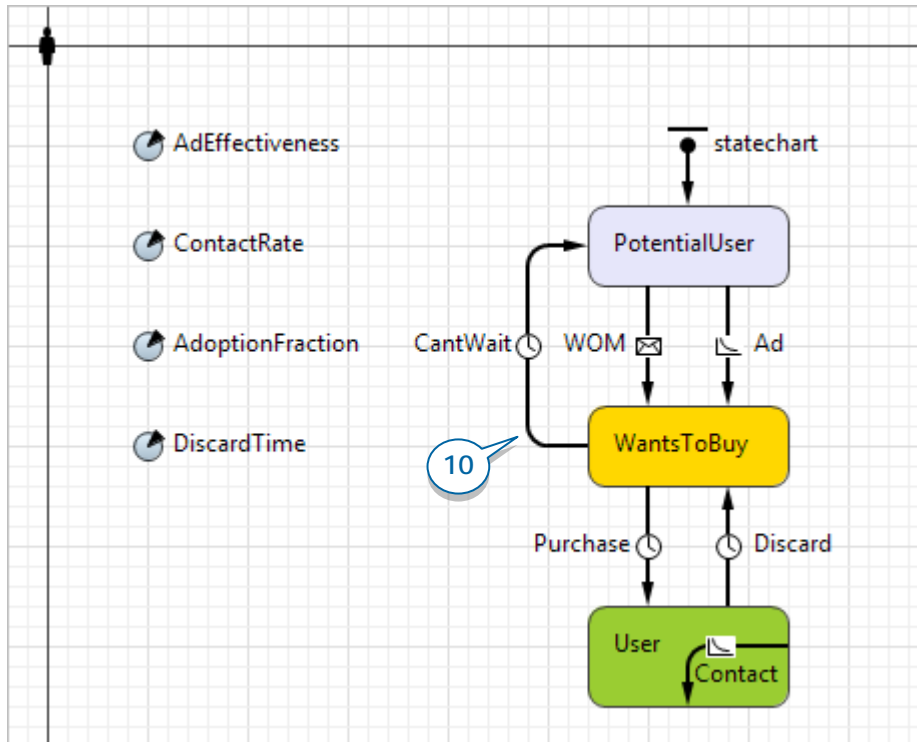 AdEffectiveness
statechart
ContactRate
PotentialUser
AdoptionFraction
CantWait
WOM
Ad
DiscardTime
10
WantsToBuy
Purchase
Discard
User
Contact